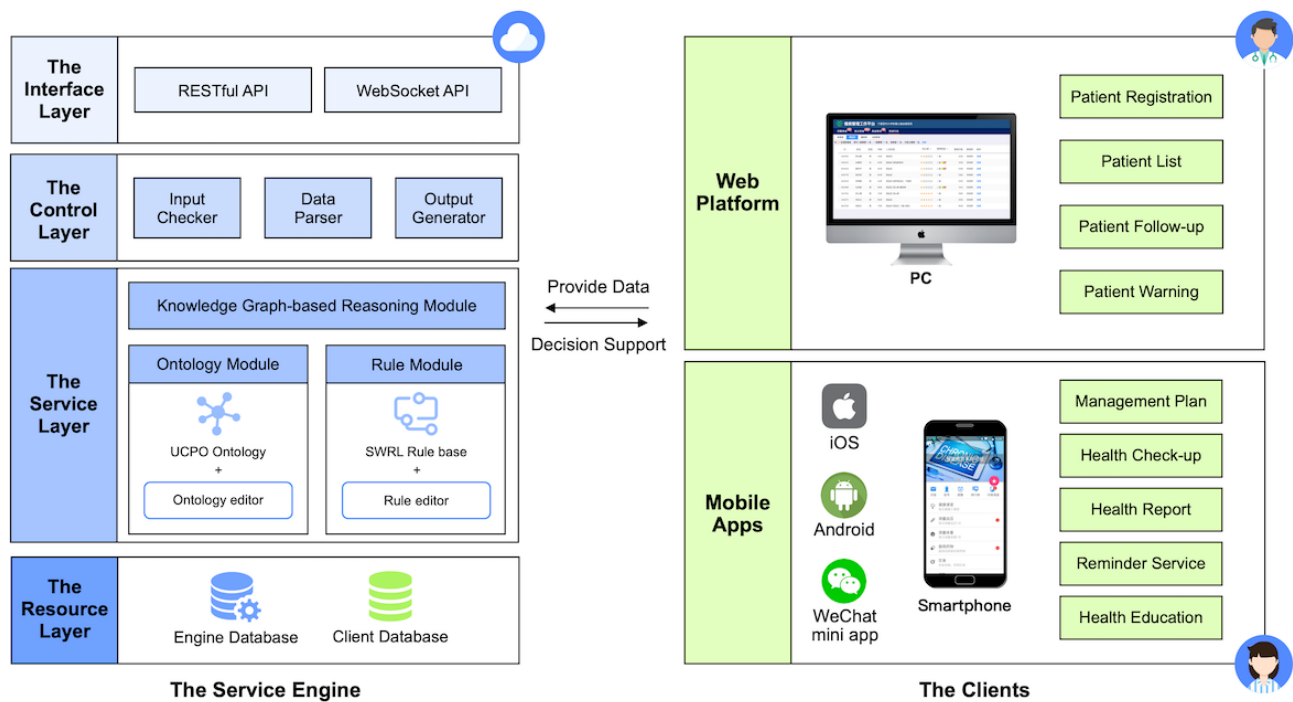 The
Interface
Layer
RESTful API
WebSocket API
The
Control
Layer
Input
Checker
Data
Parser
Output
Generator
The
Service
Layer
Knowledge Graph-based Reasoning Module
Ontology Module
UCPO Ontology
+
Ontology editor
Rule Module
SWRL Rule base
+
Rule editor
The
Resource
Layer
Engine Database
Client Database
The Service Engine
Provide Data
Decision Support
Web
Platform
PC
Patient Registration
Patient List
Patient Follow-up
Patient Warning
Mobile
Apps
iOS
Android
WeChat
mini app
Smartphone
Management Plan
Health Check-up
Health Report
Reminder Service
Health Education
The Clients